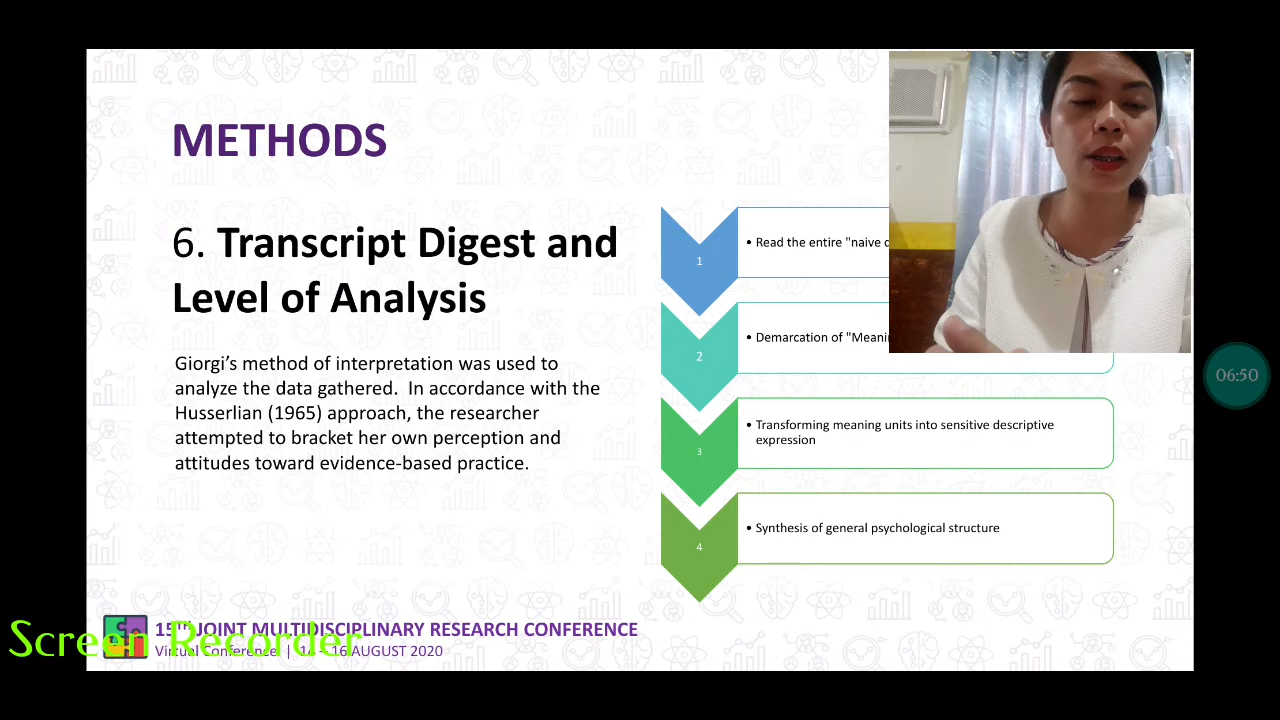 METHODS
6. Transcript Digest and
Level of Analysis
Giorgi’s method of interpretation was used to
analyze the data gathered. In accordance with the
Husserlian (1965) approach, the researcher
attempted to bracket her own perception and
attitudes toward evidence-based practice.
1
• Read the entire "naive
2
• Demarcation of
3
• Transforming meaning units into sensitive descriptive
expression
4
• Synthesis of general psychological structure
06:50
15TH JOINT MULTIDISCIPLINARY RESEARCH CONFERENCE
Virtual Conference | 16 AUGUST 2020
Screen Recorder